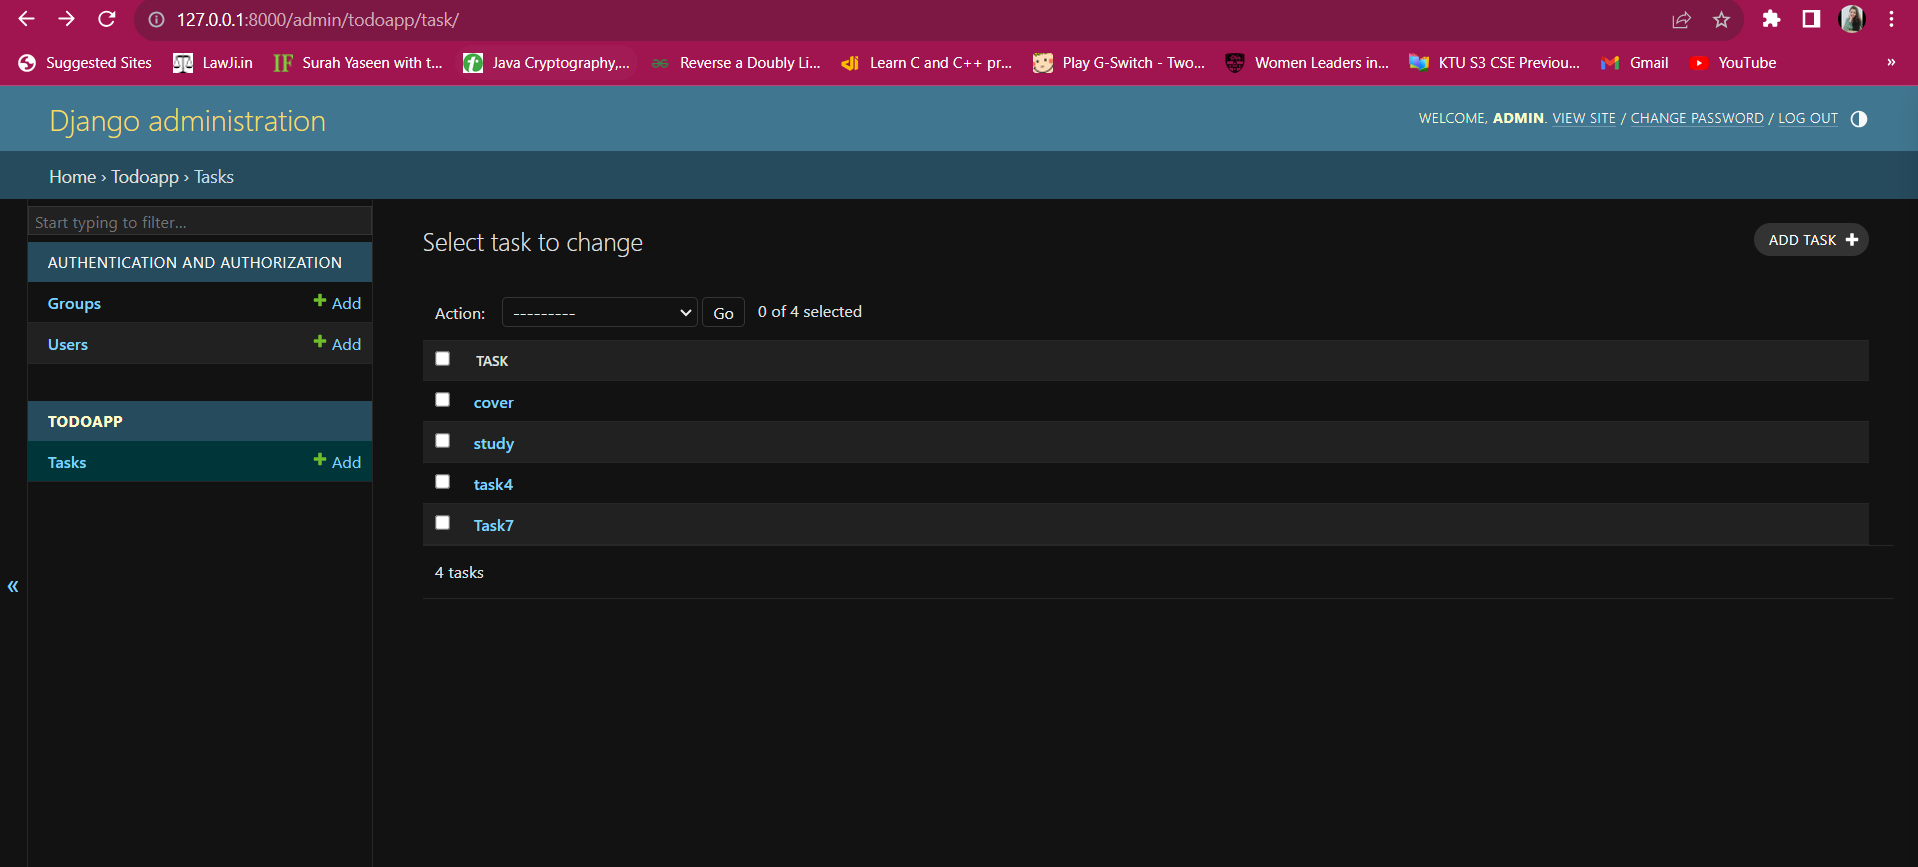 127.0.0.1:8000/admin/todoapp/task/
Suggested Sites LawJi.in IF Surah Yaseen with t... Java Cryptography,... Reverse a Doubly Li... Learn C and C++ pr... Play G-Switch - Two... Women Leaders in... KTU S3 CSE Previou... Gmail YouTube »
Django administration
WELCOME, ADMIN. VIEW SITE / CHANGE PASSWORD / LOG OUT
Home › Todoapp › Tasks
Start typing to filter...
AUTHENTICATION AND AUTHORIZATION
Groups + Add
Users + Add
TODOAPP
Tasks + Add
«
Select task to change
ADD TASK +
Action: --------- Go 0 of 4 selected
TASK
cover
study
task4
Task7
4 tasks